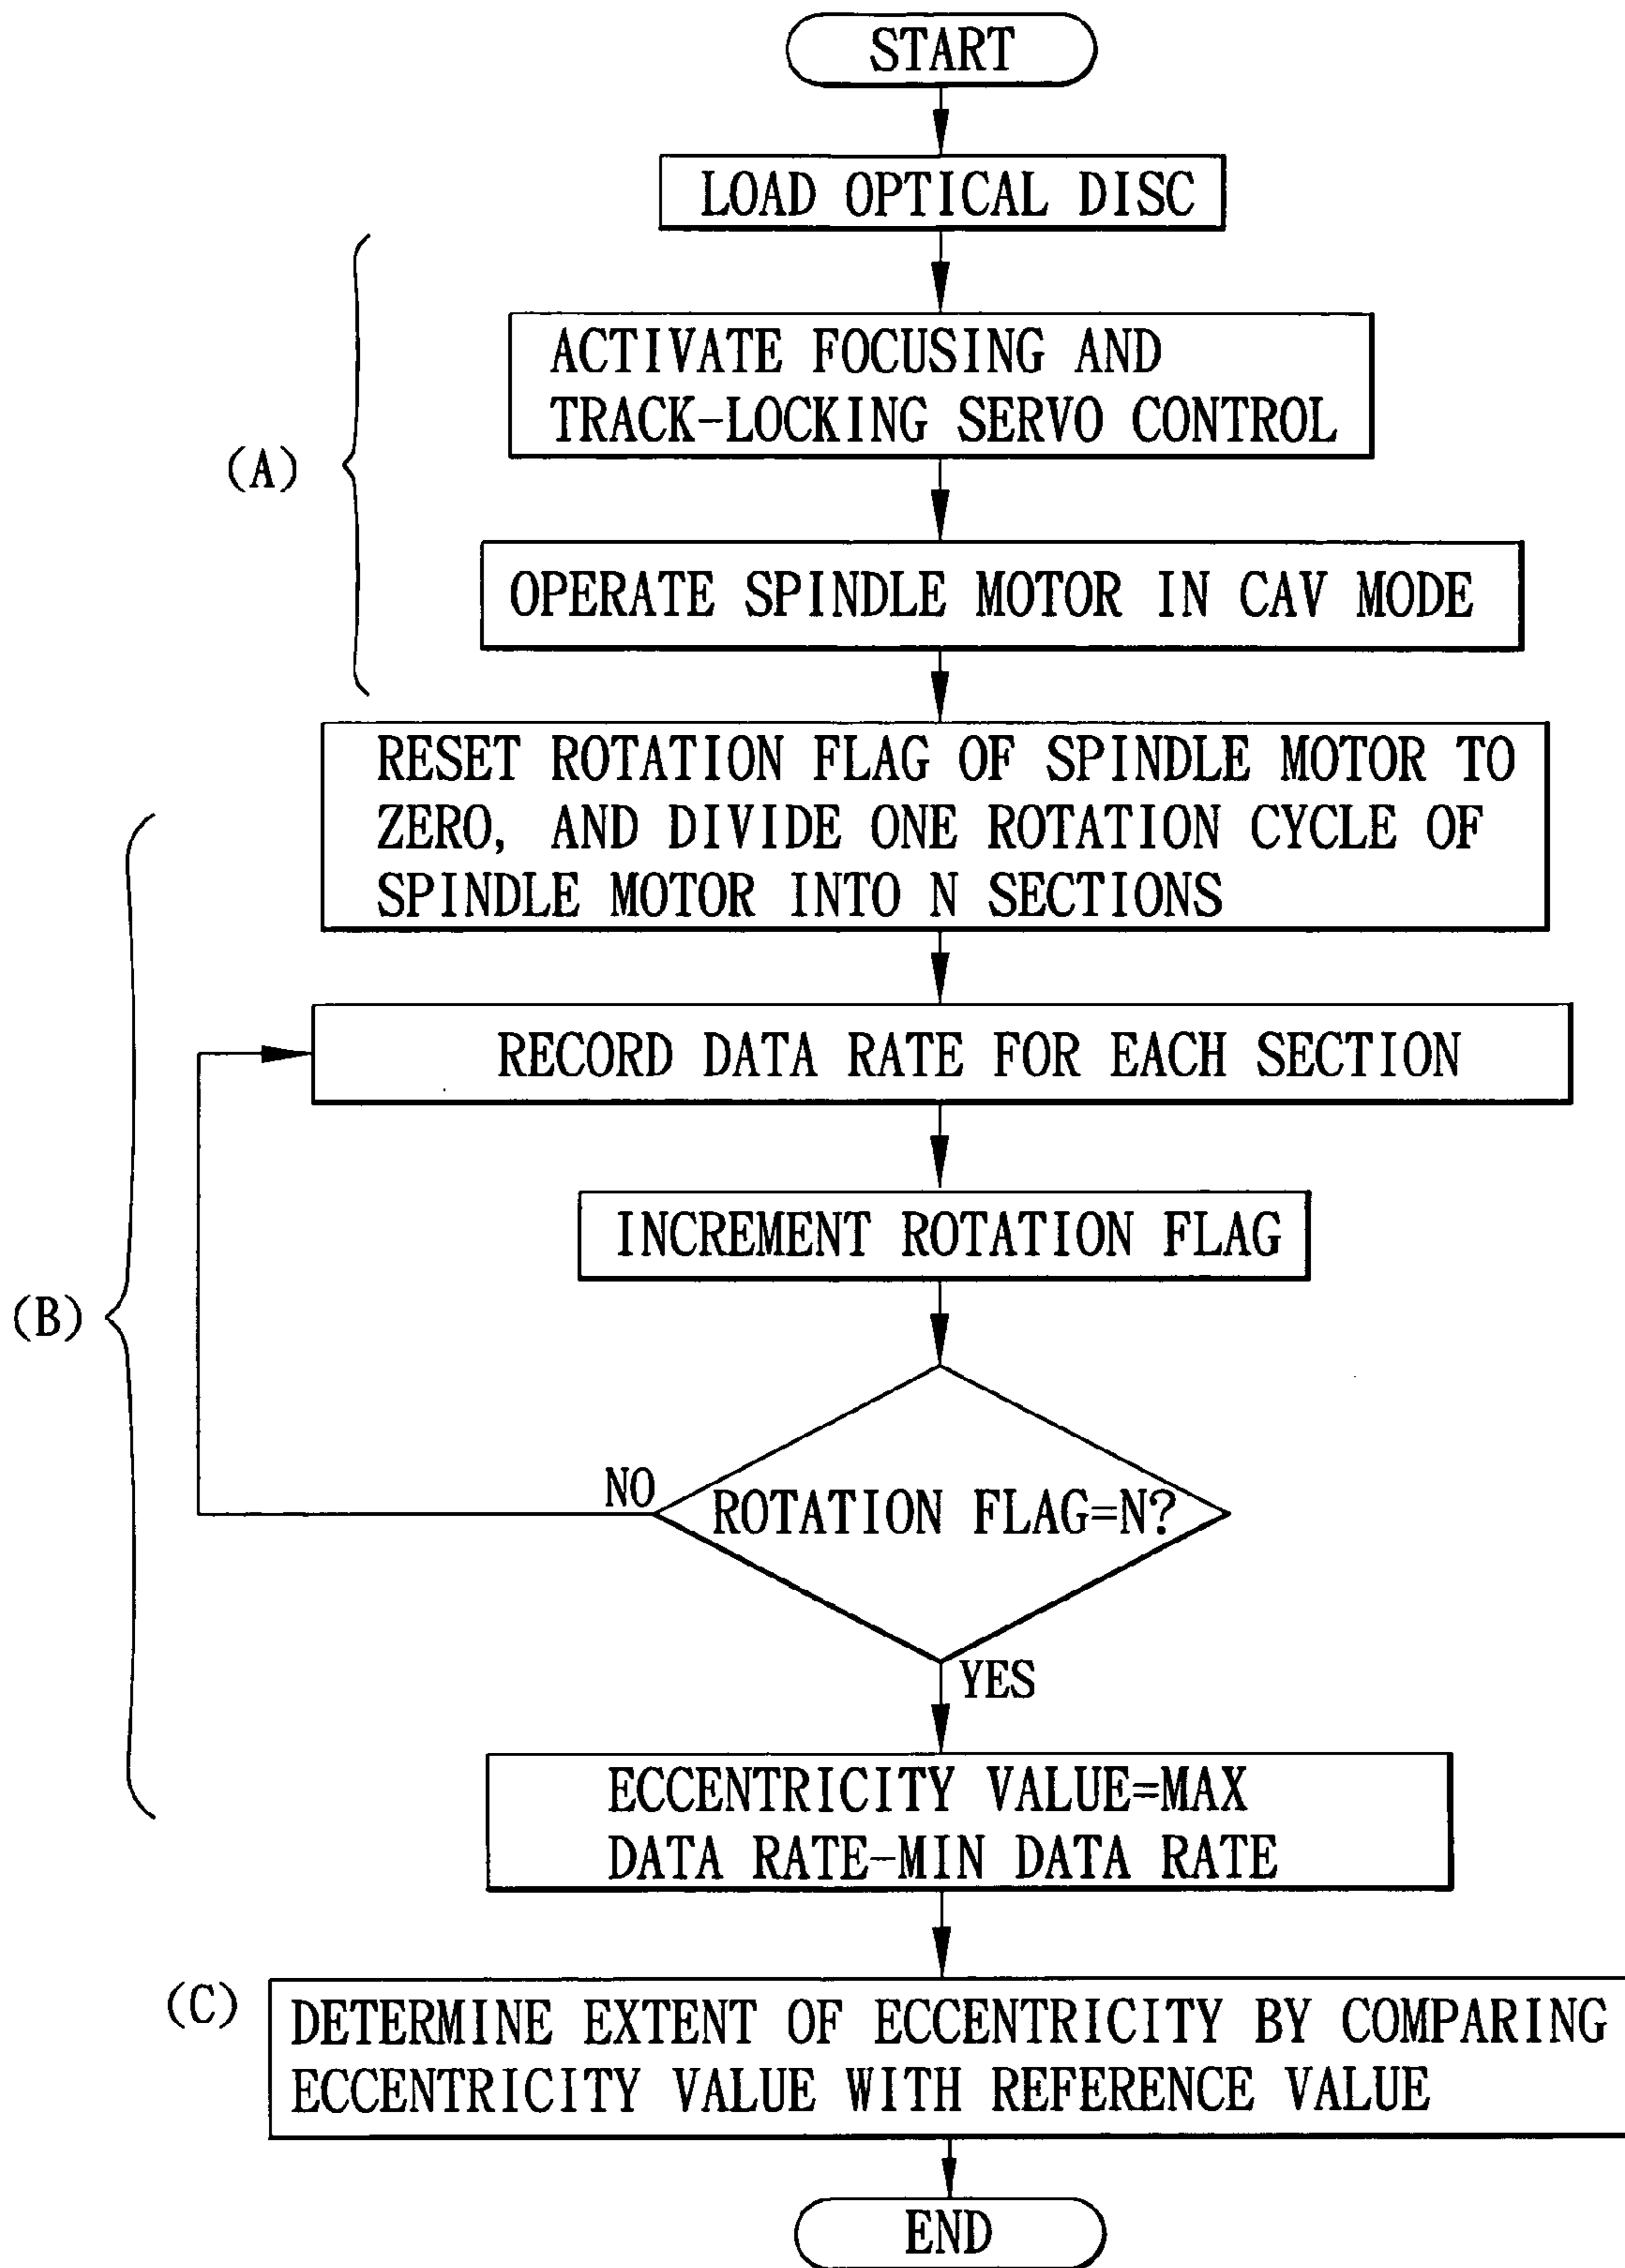 START
LOAD OPTICAL DISC
ACTIVATE FOCUSING AND
TRACK-LOCKING SERVO CONTROL
(A)
OPERATE SPINDLE MOTOR IN CAV MODE
RESET ROTATION FLAG OF SPINDLE MOTOR TO
ZERO, AND DIVIDE ONE ROTATION CYCLE OF
SPINDLE MOTOR INTO N SECTIONS
RECORD DATA RATE FOR EACH SECTION
INCREMENT ROTATION FLAG
(B)
NO
ROTATION FLAG=N?
YES
ECCENTRICITY VALUE=MAX
DATA RATE-MIN DATA RATE
(C)
DETERMINE EXTENT OF ECCENTRICITY BY COMPARING
ECCENTRICITY VALUE WITH REFERENCE VALUE
END